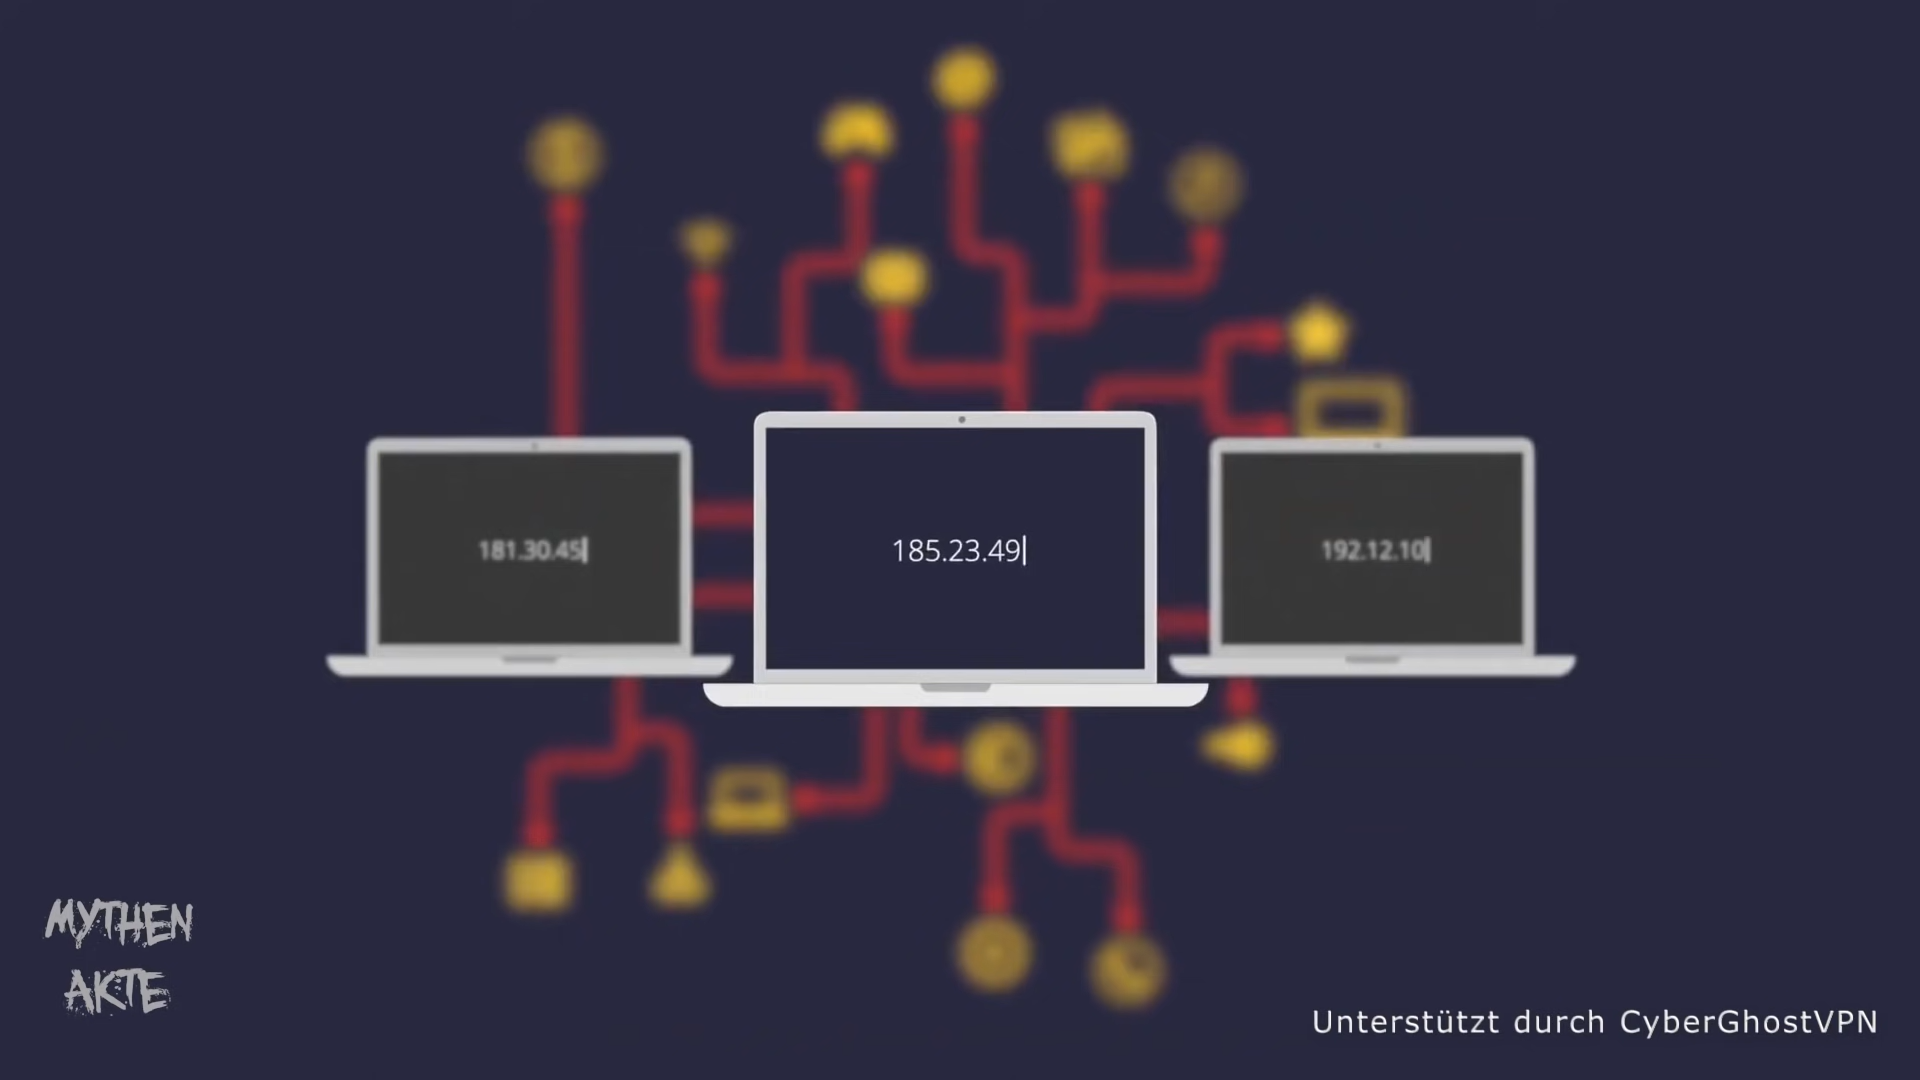 181.30.45
185.23.49
192.12.10
MYTHEN
AKTE
Unterstützt durch CyberGhostVPN